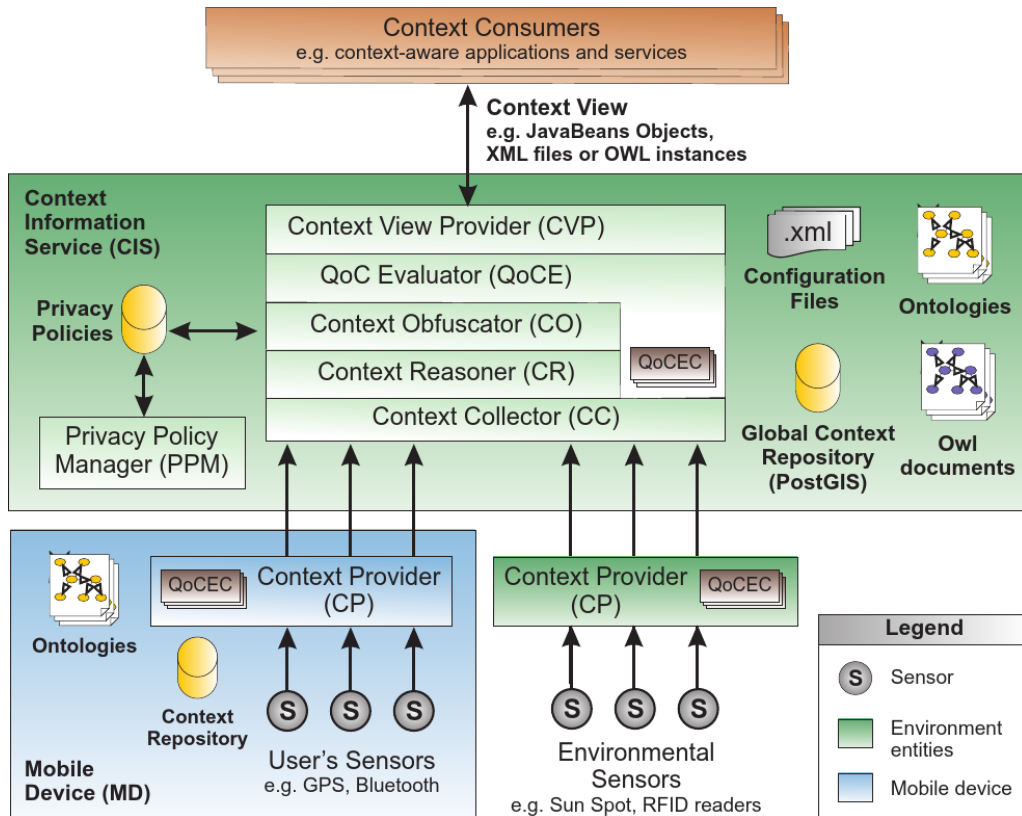 Context Consumers
e.g. context-aware applications and services
Context View
e.g. JavaBeans Objects,
XML files or OWL instances
Context
Information
Service (CIS)
Privacy
Policies
Privacy Policy
Manager (PPM)
Context View Provider (CVP)
QoC Evaluator (QoCE)
Context Obfuscator (CO)
Context Reasoner (CR)
QoCEC
Context Collector (CC)
.xml
Configuration
Files
Ontologies
Global Context
Repository
(PostGIS)
Owl
documents
Ontologies
QoCEC
Context Provider
(CP)
Context
Repository
S
S
S
User's Sensors
e.g. GPS, Bluetooth
Mobile
Device (MD)
Context Provider
(CP)
QoCEC
S
S
S
Environmental
Sensors
e.g. Sun Spot, RFID readers
Legend
S
Sensor
Environment
entities
Mobile device